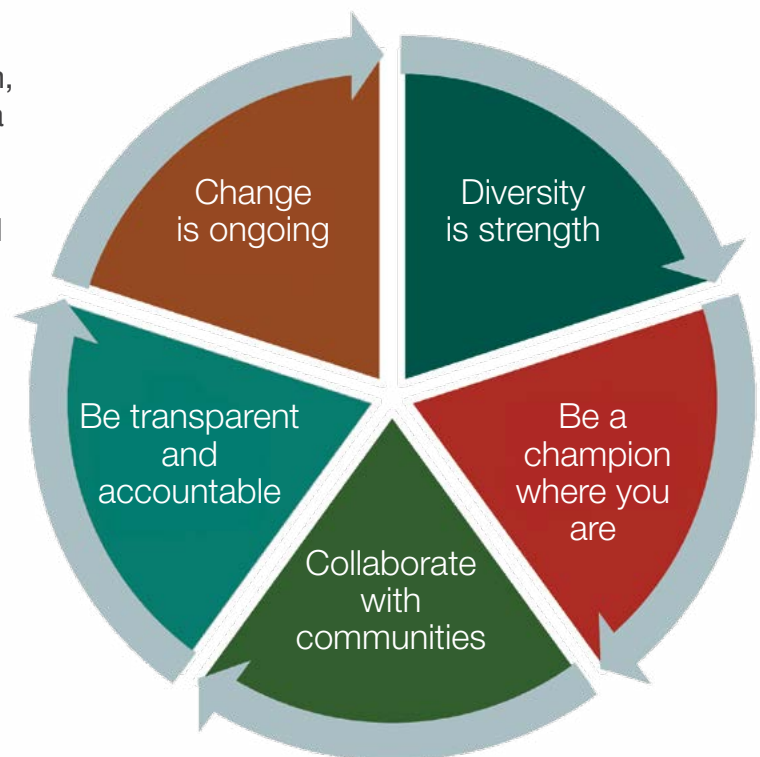 Change
is ongoing
Diversity
is strength
Be transparent
and
accountable
Be a
champion
where you
are
Collaborate
with
communities